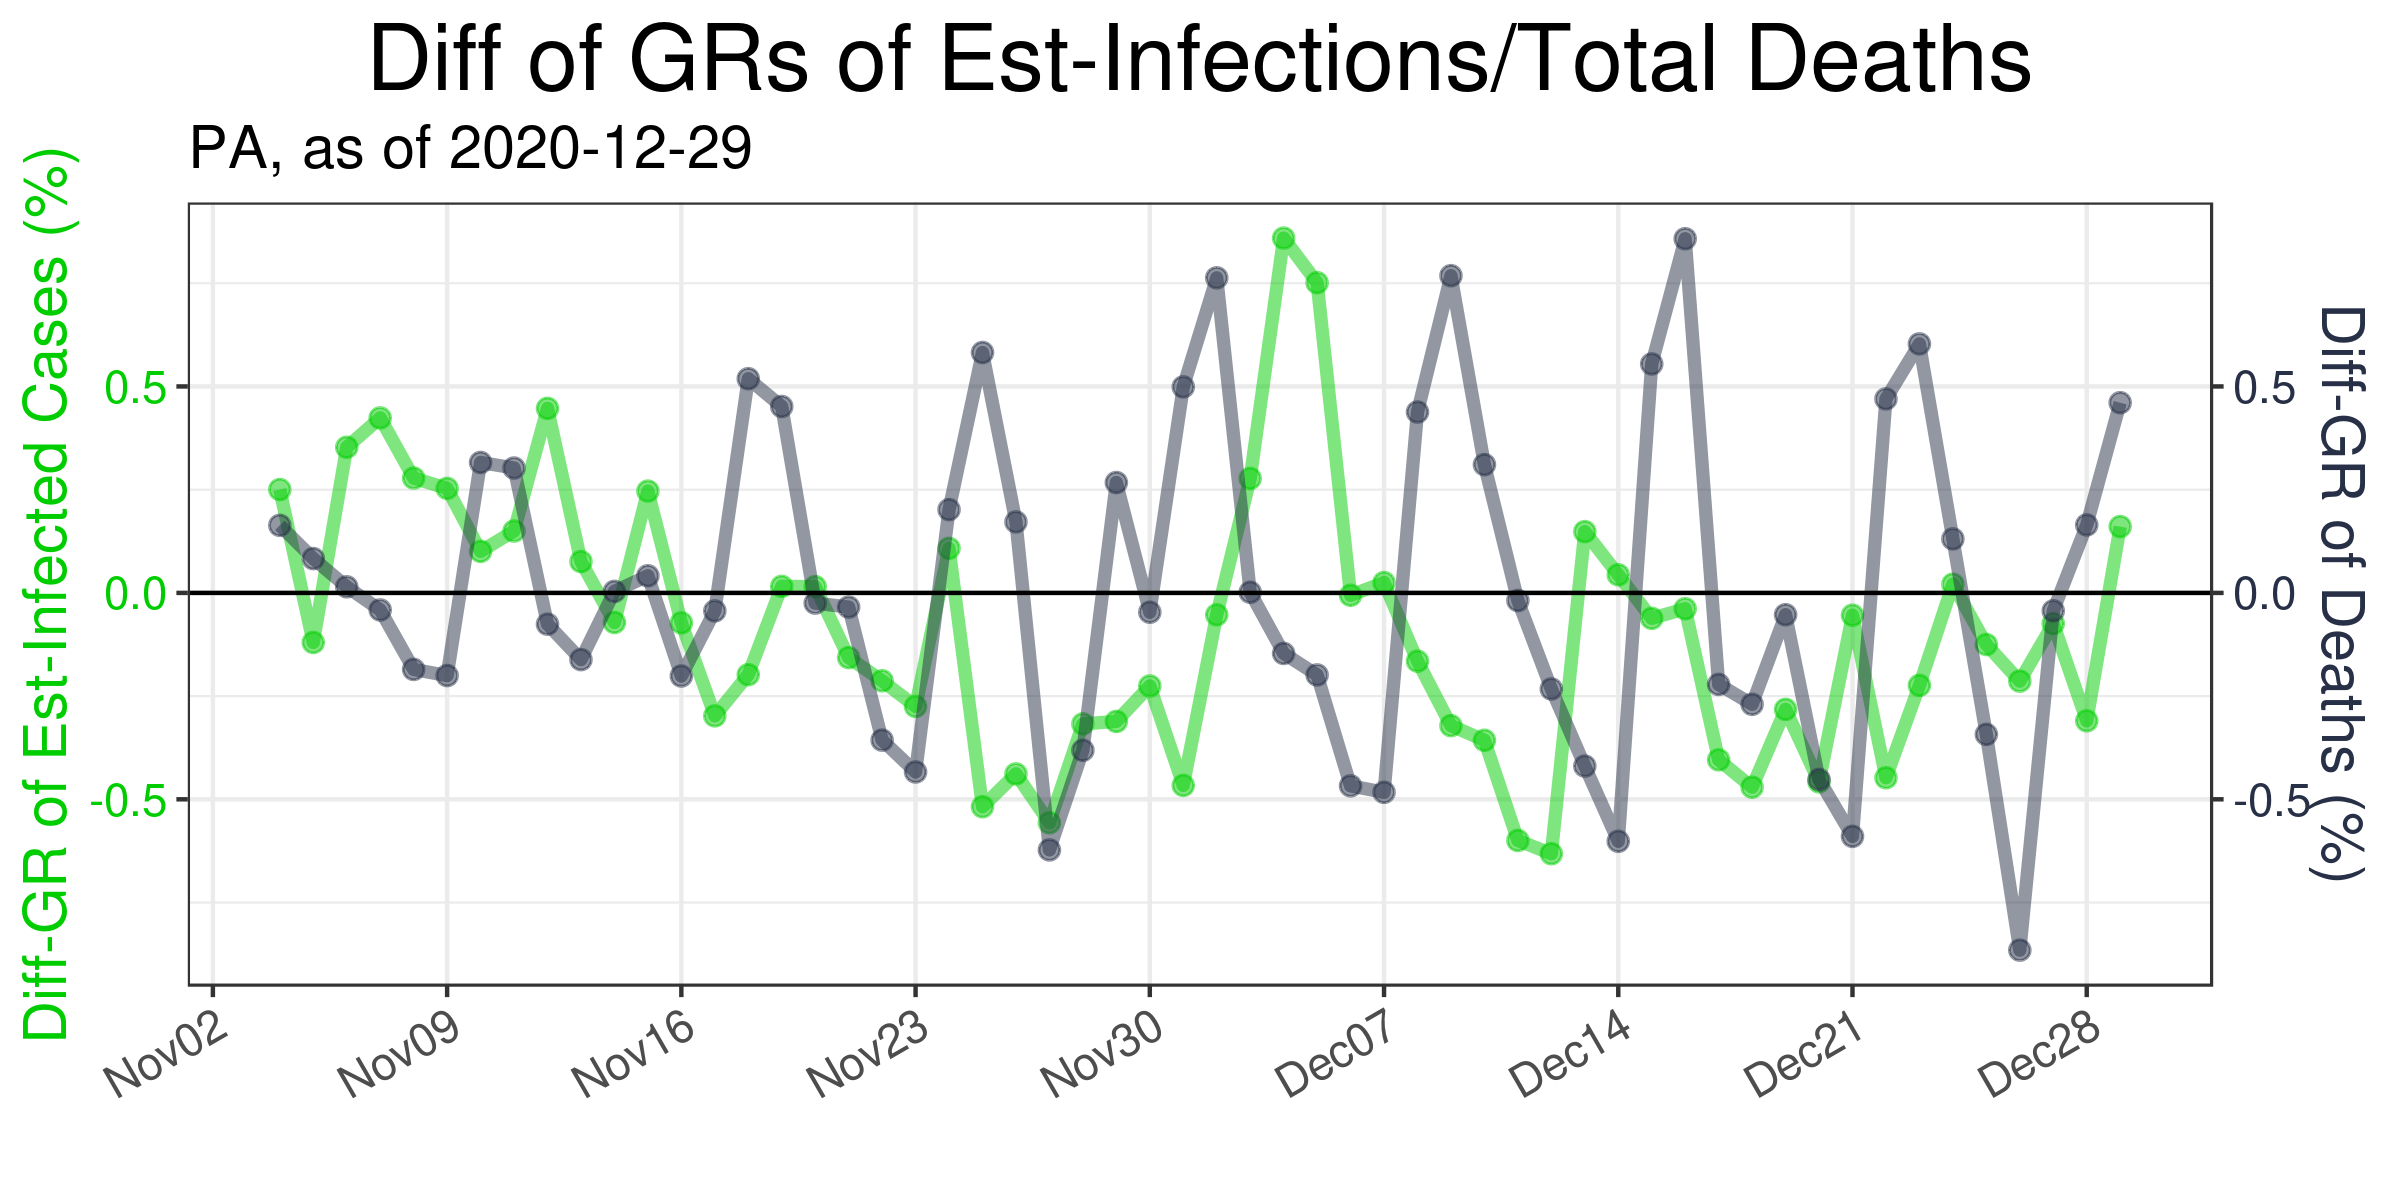 Diff of GRs of Est-Infections/Total Deaths
PA, as of 2020-12-29
Diff-GR of Est-Infected Cases (%)
0.5
0.0
-0.5
0.5
0.0
-0.5
Diff-GR of Deaths (%)
Nov02
Nov09
Nov16
Nov23
Nov30
Dec07
Dec14
Dec21
Dec28